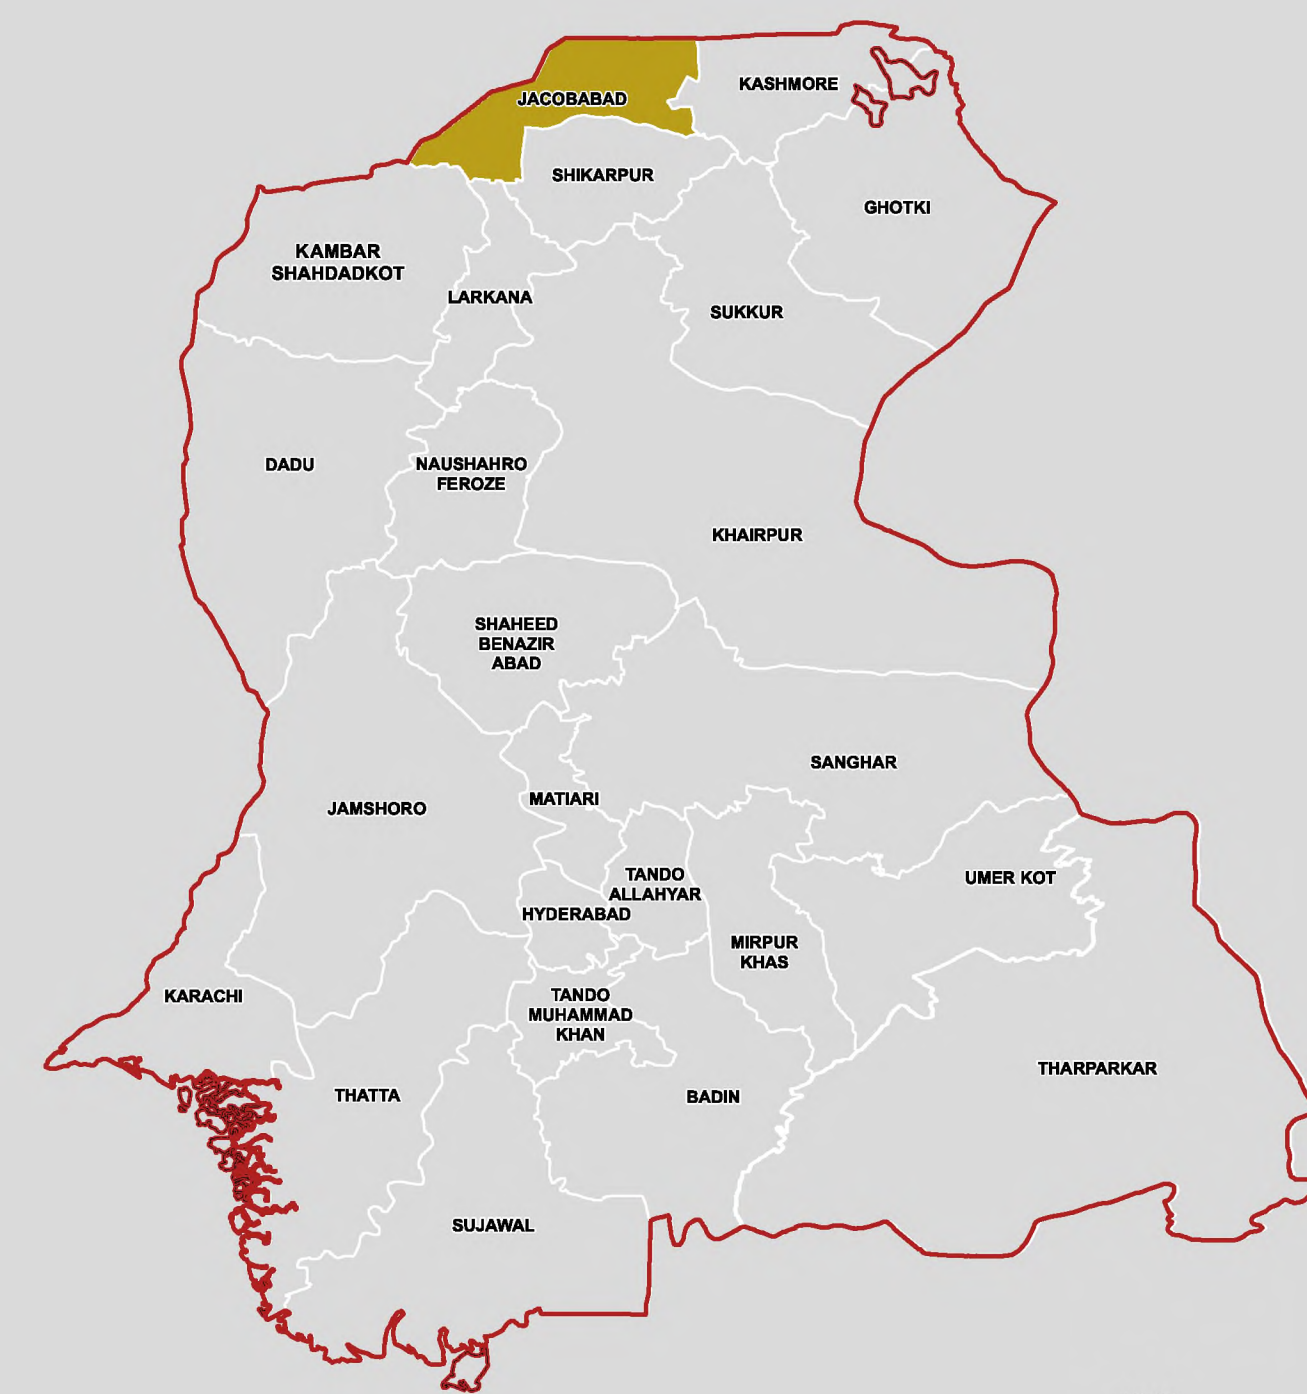 KASHMORE
JACOBABAD
SHIKARPUR
GHOTKI
KAMBAR
SHAHDADKOT
LARKANA
SUKKUR
DADU
NAUSHAHRO
FEROZE
KHAIRPUR
SHAHEED
BENAZIR
ABAD
SANGHAR
MATIARI
JAMSHORO
TANDO
ALLAHYAR
UMER KOT
HYDERABAD
MIRPUR
KHAS
KARACHI
TANDO
MUHAMMAD
KHAN
THARPARKAR
THATTA
BADIN
SUJAWAL